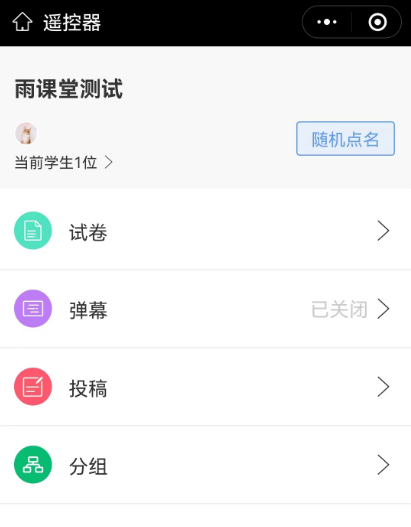 遥控器
雨课堂测试
随机点名
当前学生1位
试卷
弹幕 已关闭
投稿
分组